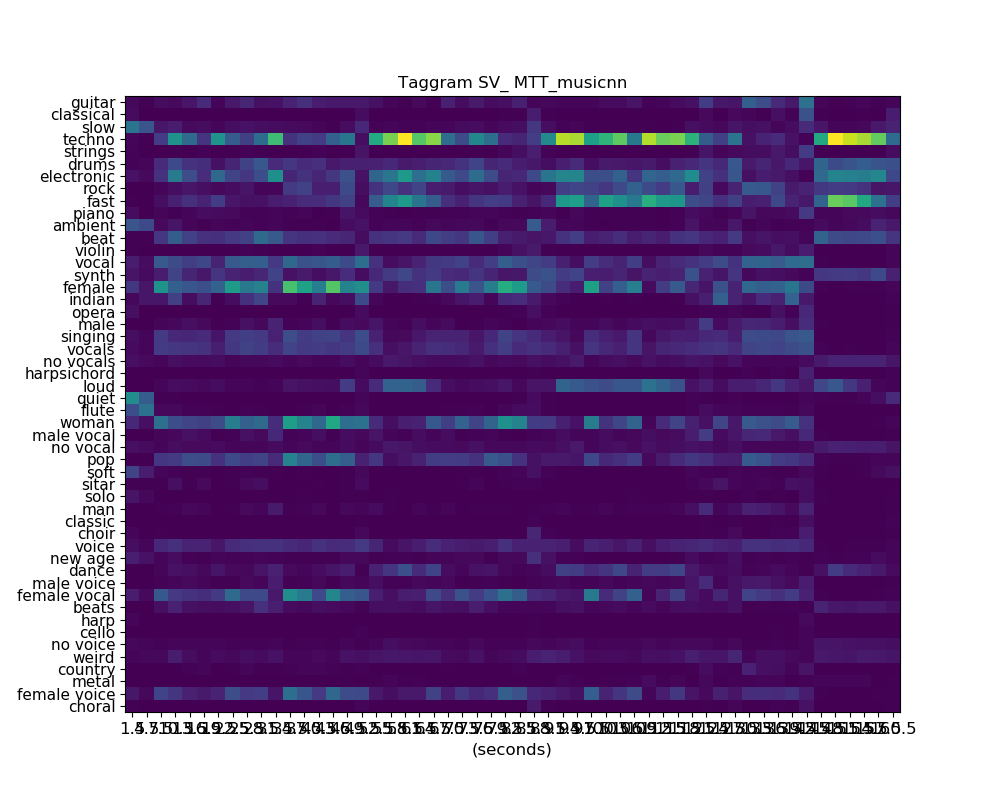 Taggram SV_ MTT_musicnn
guitar
classical
slow
techno
strings
drums
electronic
rock
fast
piano
ambient
beat
violin
vocal
synth
female
indian
opera
male
singing
vocals
no vocals
harpsichord
loud
quiet
flute
woman
male vocal
no vocal
pop
soft
sitar
solo
man
classic
choir
voice
new age
dance
male voice
female vocal
beats
harp
cello
no voice
weird
country
metal
female voice
choral
(seconds)